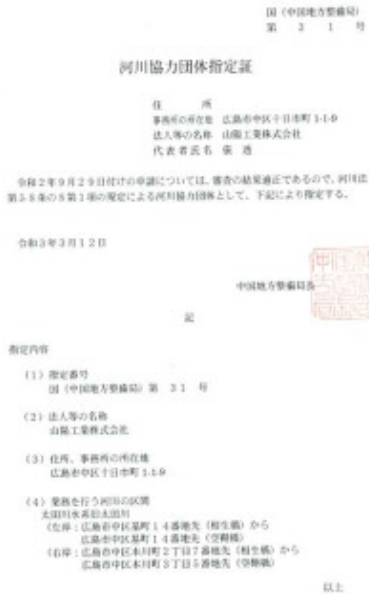 国（中国地方整備局）
第 ３１ 号
河川協力団体指定証
住 所
事務所の所在地 広島市中区十日市町 1-1-9
法人等の名称 山陽工業株式会社
代表者氏名 張 造
令和２年９月２９日付けの申請については、審査の結果適正であるので、河川法
第５８条の８第１項の規定による河川協力団体として、下記により指定する。
令和３年３月１２日
中国地方整備局長
記
指定内容
（１）指定番号
国（中国地方整備局）第 ３１ 号
（２）法人等の名称
山陽工業株式会社
（３）住所、事務所の所在地
広島市中区十日市町 1-1-9
（４）業務を行う河川の区間
太田川水系旧太田川
（左岸：広島市中区基町１４番地先（相生橋）から
広島市中区基町１４番地先（空鞘橋）
（右岸：広島市中区本川町２丁目７番地先（相生橋）から
広島市中区本川町３丁目５番地先（空鞘橋）
以上